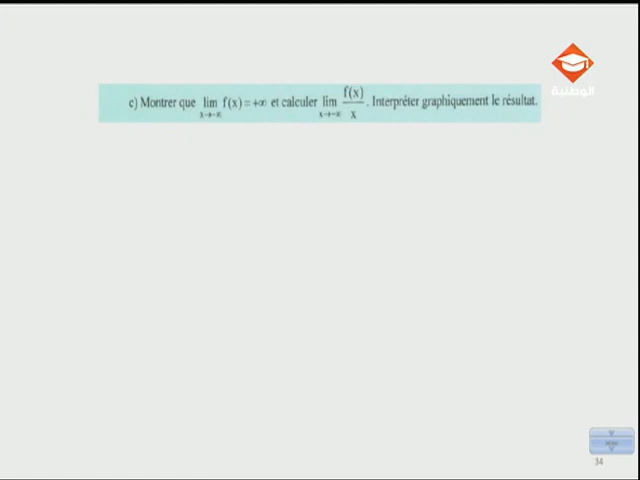 الوطنية
c) Montrer que lim f(x) = +∞ et calculer lim f(x)/x . Interpréter graphiquement le résultat.
x→-∞ x→-∞
34